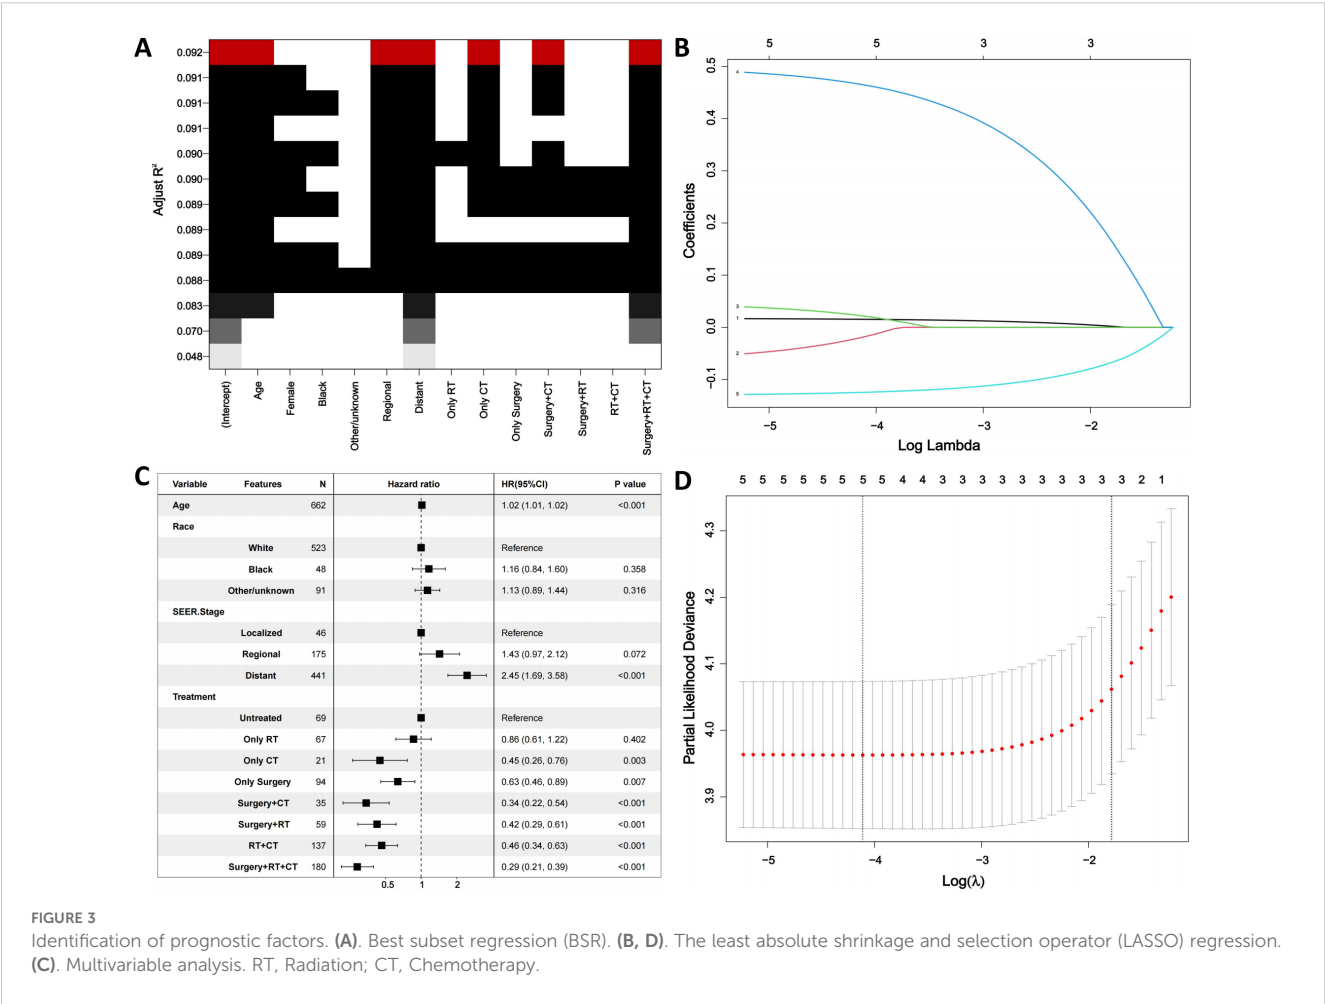 A
0.092
0.091
0.091
0.091
0.090
0.090
0.089
0.089
0.089
0.088
0.083
0.070
0.048
Adjust R²
(Intercept)
Age
Female
Black
Other/unknown
Regional
Distant
Only RT
Only CT
Only Surgery
Surgery+CT
Surgery+RT
RT+CT
Surgery+RT+CT
B
5 5 3 3
0.5
0.4
0.3
0.2
0.1
0.0
−0.1
Coefficients
4
3
1
2
5
−5 −4 −3 −2
Log Lambda
C
Variable Features N Hazard ratio HR(95%CI) P value
Age 662 1.02 (1.01, 1.02) <0.001
Race
White 523 Reference
Black 48 1.16 (0.84, 1.60) 0.358
Other/unknown 91 1.13 (0.89, 1.44) 0.316
SEER.Stage
Localized 46 Reference
Regional 175 1.43 (0.97, 2.12) 0.072
Distant 441 2.45 (1.69, 3.58) <0.001
Treatment
Untreated 69 Reference
Only RT 67 0.86 (0.61, 1.22) 0.402
Only CT 21 0.45 (0.26, 0.76) 0.003
Only Surgery 94 0.63 (0.46, 0.89) 0.007
Surgery+CT 35 0.34 (0.22, 0.54) <0.001
Surgery+RT 59 0.42 (0.29, 0.61) <0.001
RT+CT 137 0.46 (0.34, 0.63) <0.001
Surgery+RT+CT 180 0.29 (0.21, 0.39) <0.001
0.5 1 2
D
5 5 5 5 5 5 5 5 4 4 3 3 3 3 3 3 3 3 3 3 2 1
4.3
4.2
4.1
4.0
3.9
Partial Likelihood Deviance
−5 −4 −3 −2
Log(λ)
FIGURE 3
Identification of prognostic factors. (A). Best subset regression (BSR). (B, D). The least absolute shrinkage and selection operator (LASSO) regression.
(C). Multivariable analysis. RT, Radiation; CT, Chemotherapy.